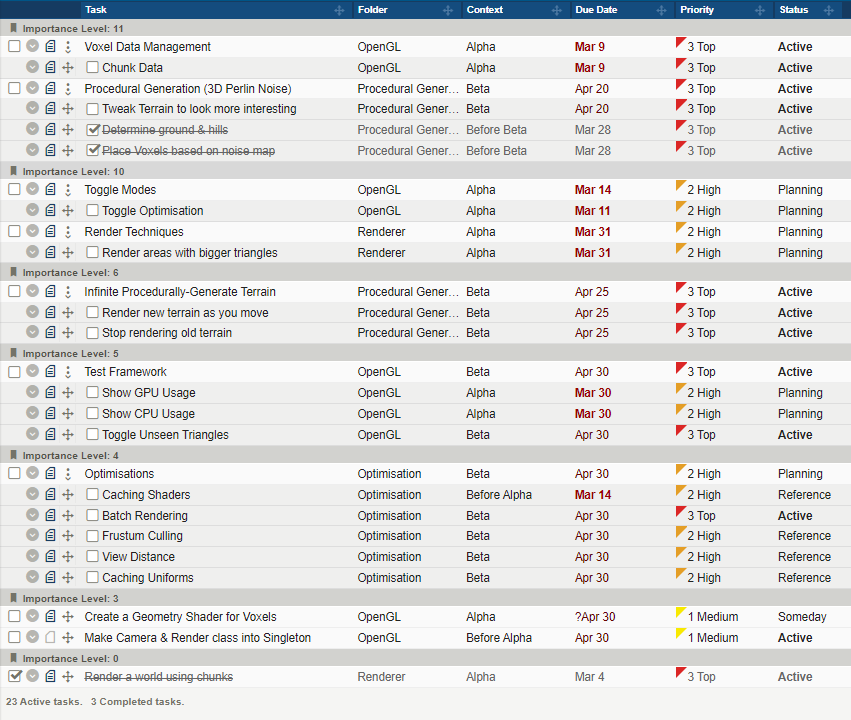 Task Folder Context Due Date Priority Status
Importance Level: 11
Voxel Data Management OpenGL Alpha Mar 9 3 Top Active
Chunk Data OpenGL Alpha Mar 9 3 Top Active
Procedural Generation (3D Perlin Noise) Procedural Gener... Beta Apr 20 3 Top Active
Tweak Terrain to look more interesting Procedural Gener... Beta Apr 20 3 Top Active
Determine ground & hills Procedural Gener... Before Beta Mar 28 3 Top Active
Place Voxels based on noise map Procedural Gener... Before Beta Mar 28 3 Top Active
Importance Level: 10
Toggle Modes OpenGL Alpha Mar 14 2 High Planning
Toggle Optimisation OpenGL Alpha Mar 11 2 High Planning
Render Techniques Renderer Alpha Mar 31 2 High Planning
Render areas with bigger triangles Renderer Alpha Mar 31 2 High Planning
Importance Level: 6
Infinite Procedurally-Generate Terrain Procedural Gener... Beta Apr 25 3 Top Active
Render new terrain as you move Procedural Gener... Beta Apr 25 3 Top Active
Stop rendering old terrain Procedural Gener... Beta Apr 25 3 Top Active
Importance Level: 5
Test Framework OpenGL Beta Apr 30 3 Top Active
Show GPU Usage OpenGL Alpha Mar 30 2 High Planning
Show CPU Usage OpenGL Alpha Mar 30 2 High Planning
Toggle Unseen Triangles OpenGL Beta Apr 30 3 Top Active
Importance Level: 4
Optimisations Optimisation Beta Apr 30 2 High Planning
Caching Shaders Optimisation Before Alpha Mar 14 2 High Reference
Batch Rendering Optimisation Beta Apr 30 3 Top Active
Frustum Culling Optimisation Beta Apr 30 2 High Reference
View Distance Optimisation Beta Apr 30 2 High Reference
Caching Uniforms Optimisation Beta Apr 30 2 High Reference
Importance Level: 3
Create a Geometry Shader for Voxels OpenGL Alpha ?Apr 30 1 Medium Someday
Make Camera & Render class into Singleton OpenGL Before Alpha Apr 30 1 Medium Active
Importance Level: 0
Render a world using chunks Renderer Alpha Mar 4 3 Top Active
23 Active tasks. 3 Completed tasks.